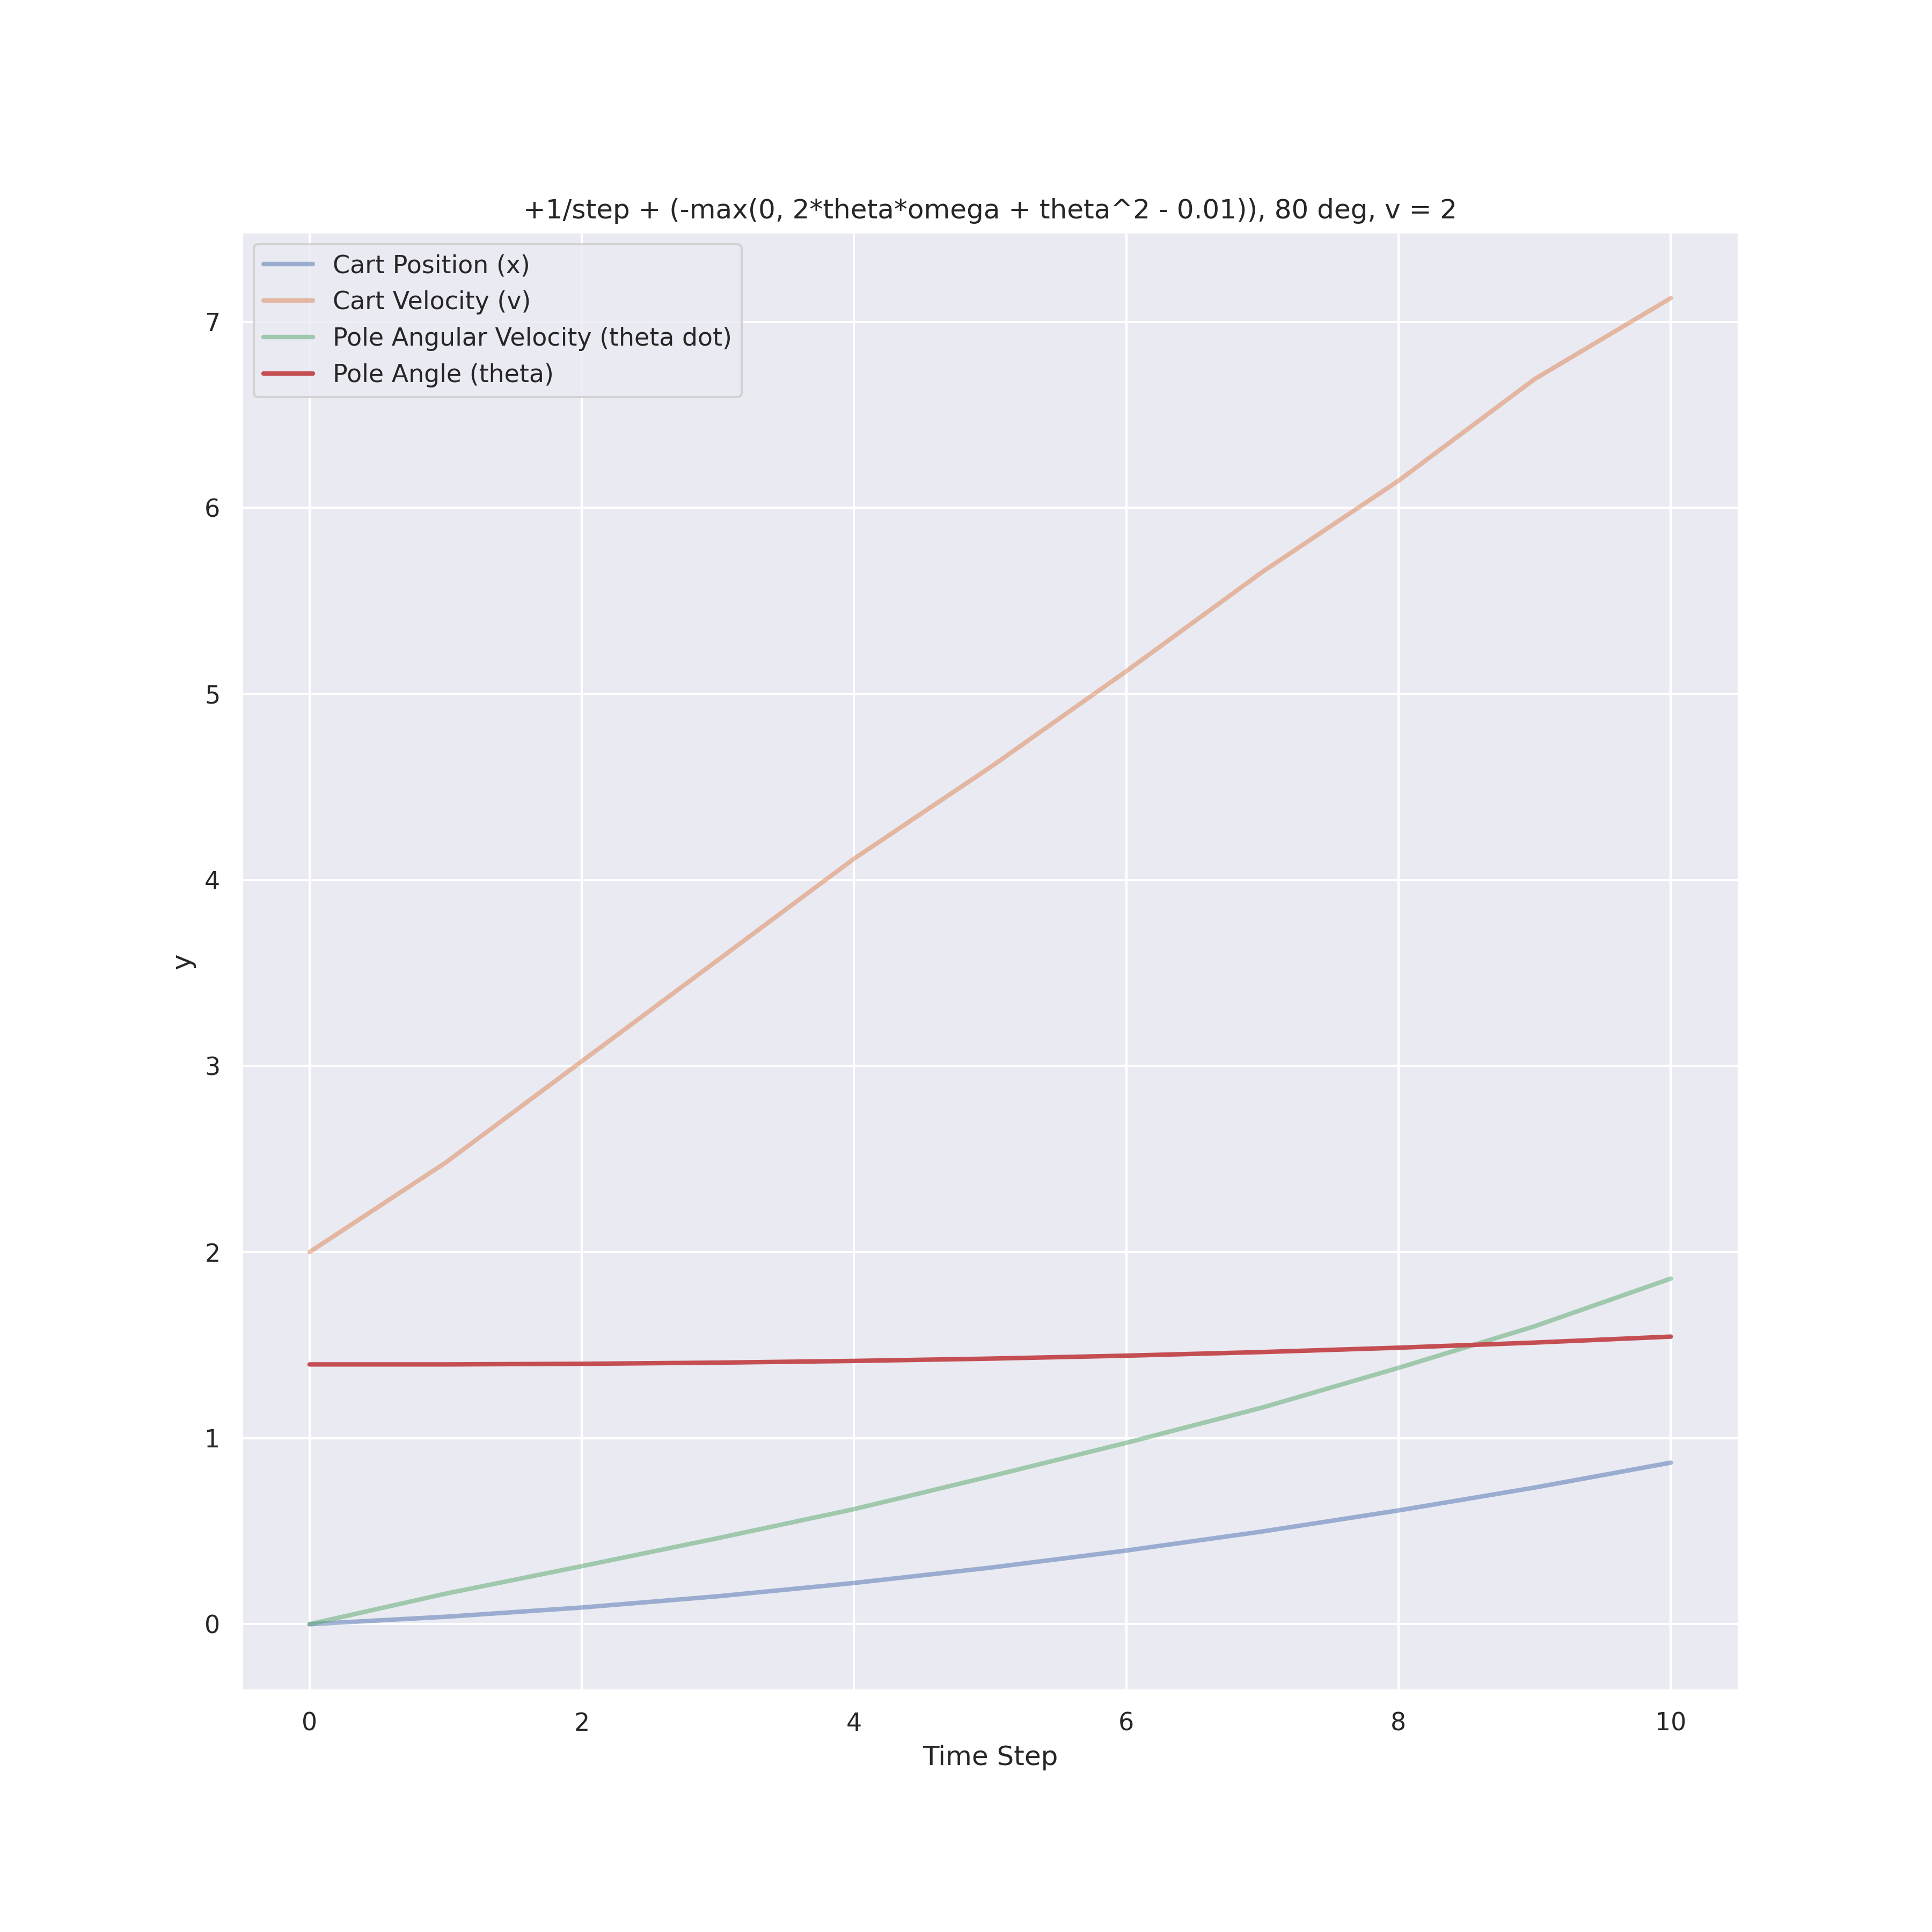 +1/step + (-max(0, 2*theta*omega + theta^2 - 0.01)), 80 deg, v = 2
Cart Position (x)
Cart Velocity (v)
Pole Angular Velocity (theta dot)
Pole Angle (theta)
7
6
5
4
3
2
1
0
y
0 2 4 6 8 10
Time Step